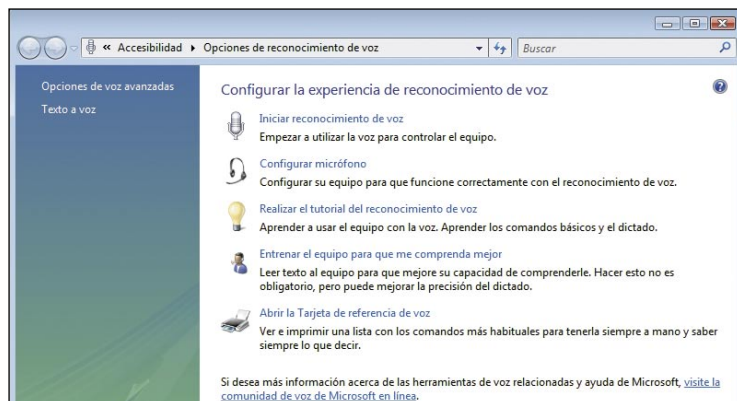 « Accesibilidad ▸ Opciones de reconocimiento de voz
Buscar
Opciones de voz avanzadas
Texto a voz
Configurar la experiencia de reconocimiento de voz
Iniciar reconocimiento de voz
Empezar a utilizar la voz para controlar el equipo.
Configurar micrófono
Configurar su equipo para que funcione correctamente con el reconocimiento de voz.
Realizar el tutorial del reconocimiento de voz
Aprender a usar el equipo con la voz. Aprender los comandos básicos y el dictado.
Entrenar el equipo para que me comprenda mejor
Leer texto al equipo para que mejore su capacidad de comprenderle. Hacer esto no es
obligatorio, pero puede mejorar la precisión del dictado.
Abrir la Tarjeta de referencia de voz
Ver e imprimir una lista con los comandos más habituales para tenerla siempre a mano y saber
siempre lo que decir.
Si desea más información acerca de las herramientas de voz relacionadas y ayuda de Microsoft, visite la
comunidad de voz de Microsoft en línea.